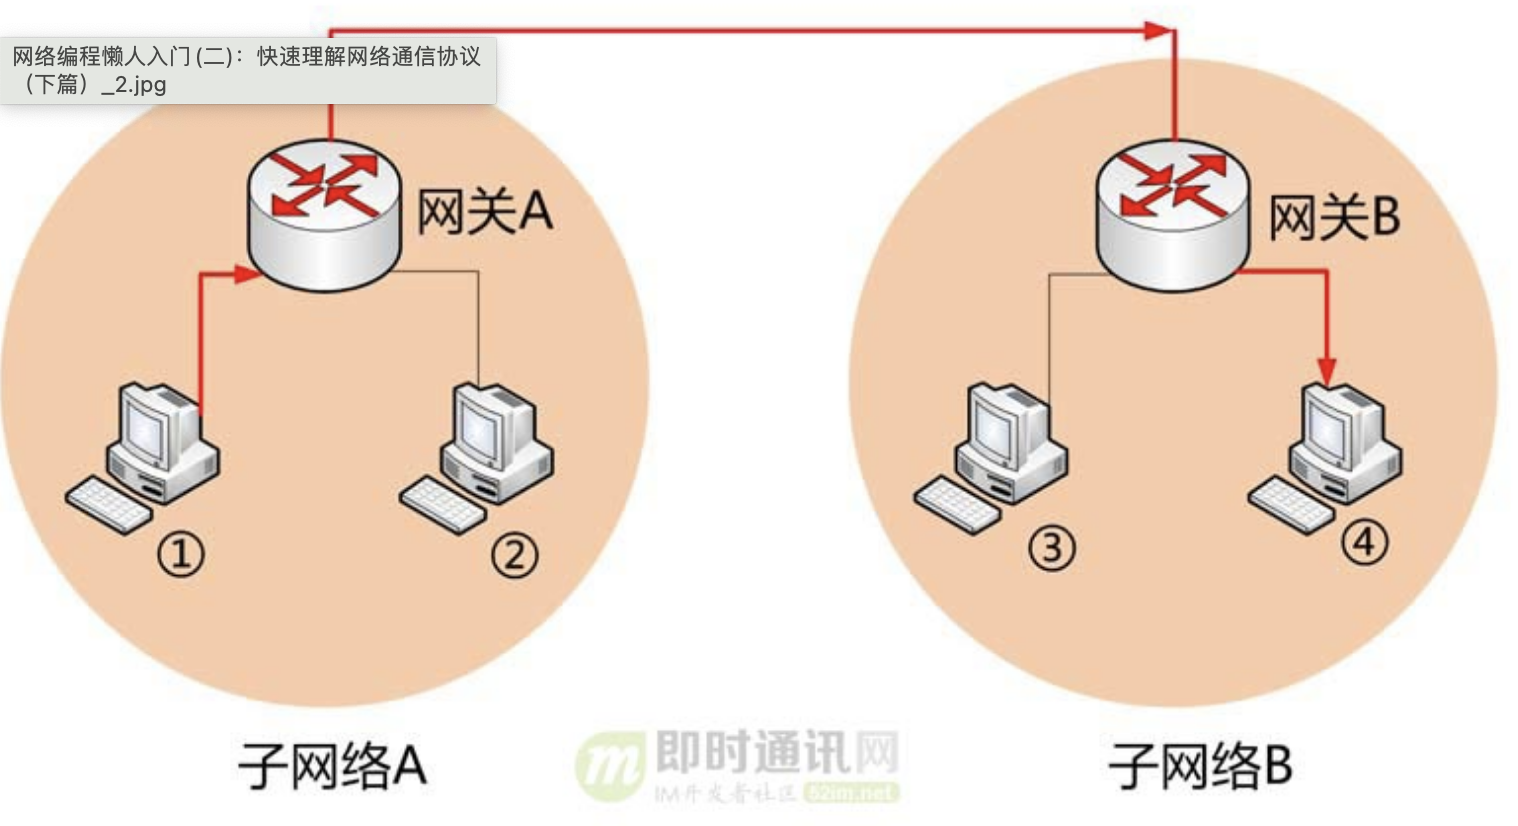 网络编程懒人入门(二)：快速理解网络通信协议
（下篇）_2.jpg
网关A
网关B
①
②
③
④
子网络A
子网络B
m 即时通讯网
IM开发者社区 52im.net